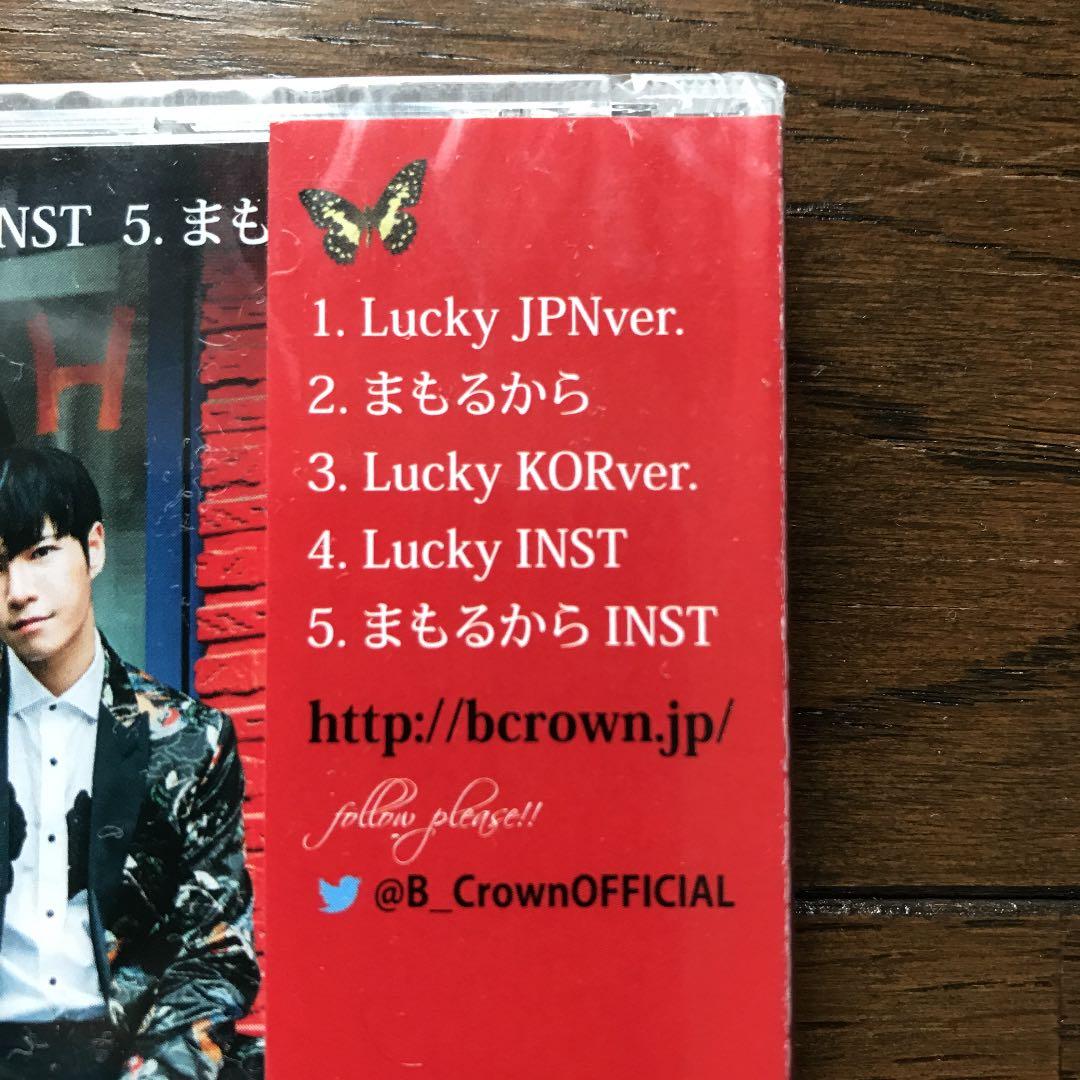 NST 5. まも
H
1. Lucky JPNver.
2. まもるから
3. Lucky KORver.
4. Lucky INST
5. まもるから INST
http://bcrown.jp/
follow please!!
@B_CrownOFFICIAL